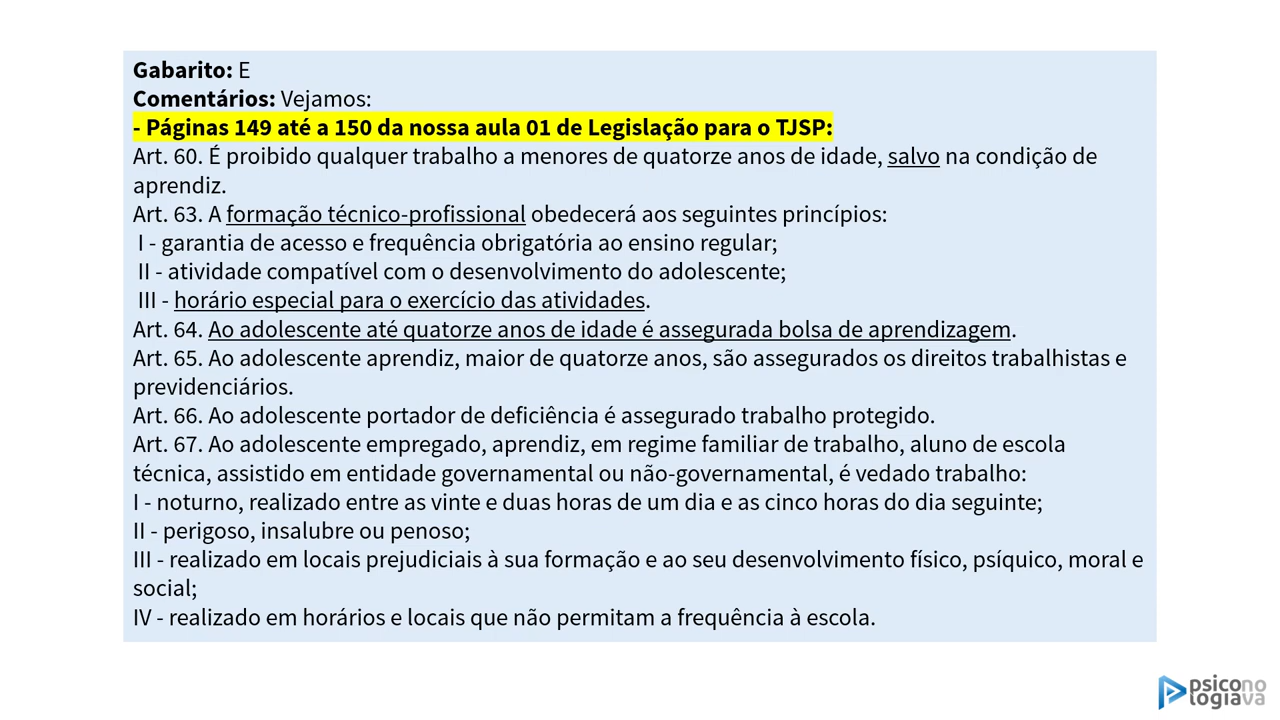 Gabarito: E
Comentários: Vejamos:
- Páginas 149 até a 150 da nossa aula 01 de Legislação para o TJSP:
Art. 60. É proibido qualquer trabalho a menores de quatorze anos de idade, salvo na condição de
aprendiz.
Art. 63. A formação técnico-profissional obedecerá aos seguintes princípios:
I - garantia de acesso e frequência obrigatória ao ensino regular;
II - atividade compatível com o desenvolvimento do adolescente;
III - horário especial para o exercício das atividades.
Art. 64. Ao adolescente até quatorze anos de idade é assegurada bolsa de aprendizagem.
Art. 65. Ao adolescente aprendiz, maior de quatorze anos, são assegurados os direitos trabalhistas e
previdenciários.
Art. 66. Ao adolescente portador de deficiência é assegurado trabalho protegido.
Art. 67. Ao adolescente empregado, aprendiz, em regime familiar de trabalho, aluno de escola
técnica, assistido em entidade governamental ou não-governamental, é vedado trabalho:
I - noturno, realizado entre as vinte e duas horas de um dia e as cinco horas do dia seguinte;
II - perigoso, insalubre ou penoso;
III - realizado em locais prejudiciais à sua formação e ao seu desenvolvimento físico, psíquico, moral e
social;
IV - realizado em horários e locais que não permitam a frequência à escola.
psicono
logiava